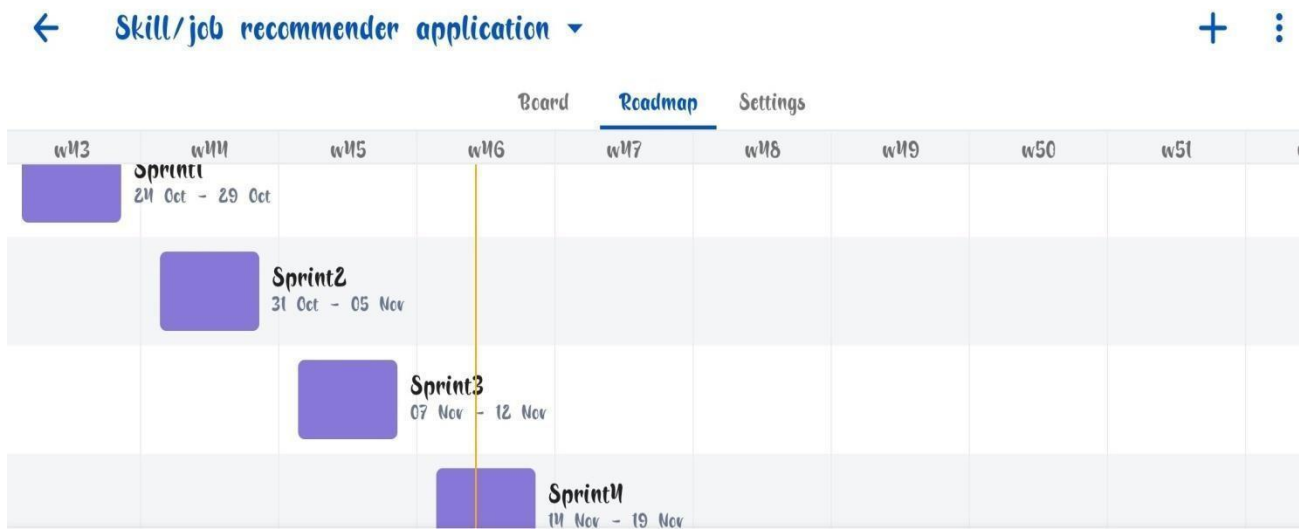 Skill/job recommender application
Board Roadmap Settings
w43 w44 w45 w46 w47 w48 w49 w50 w51
Sprint1
24 Oct - 29 Oct
Sprint2
31 Oct - 05 Nov
Sprint3
07 Nov - 12 Nov
Sprint4
14 Nov - 19 Nov